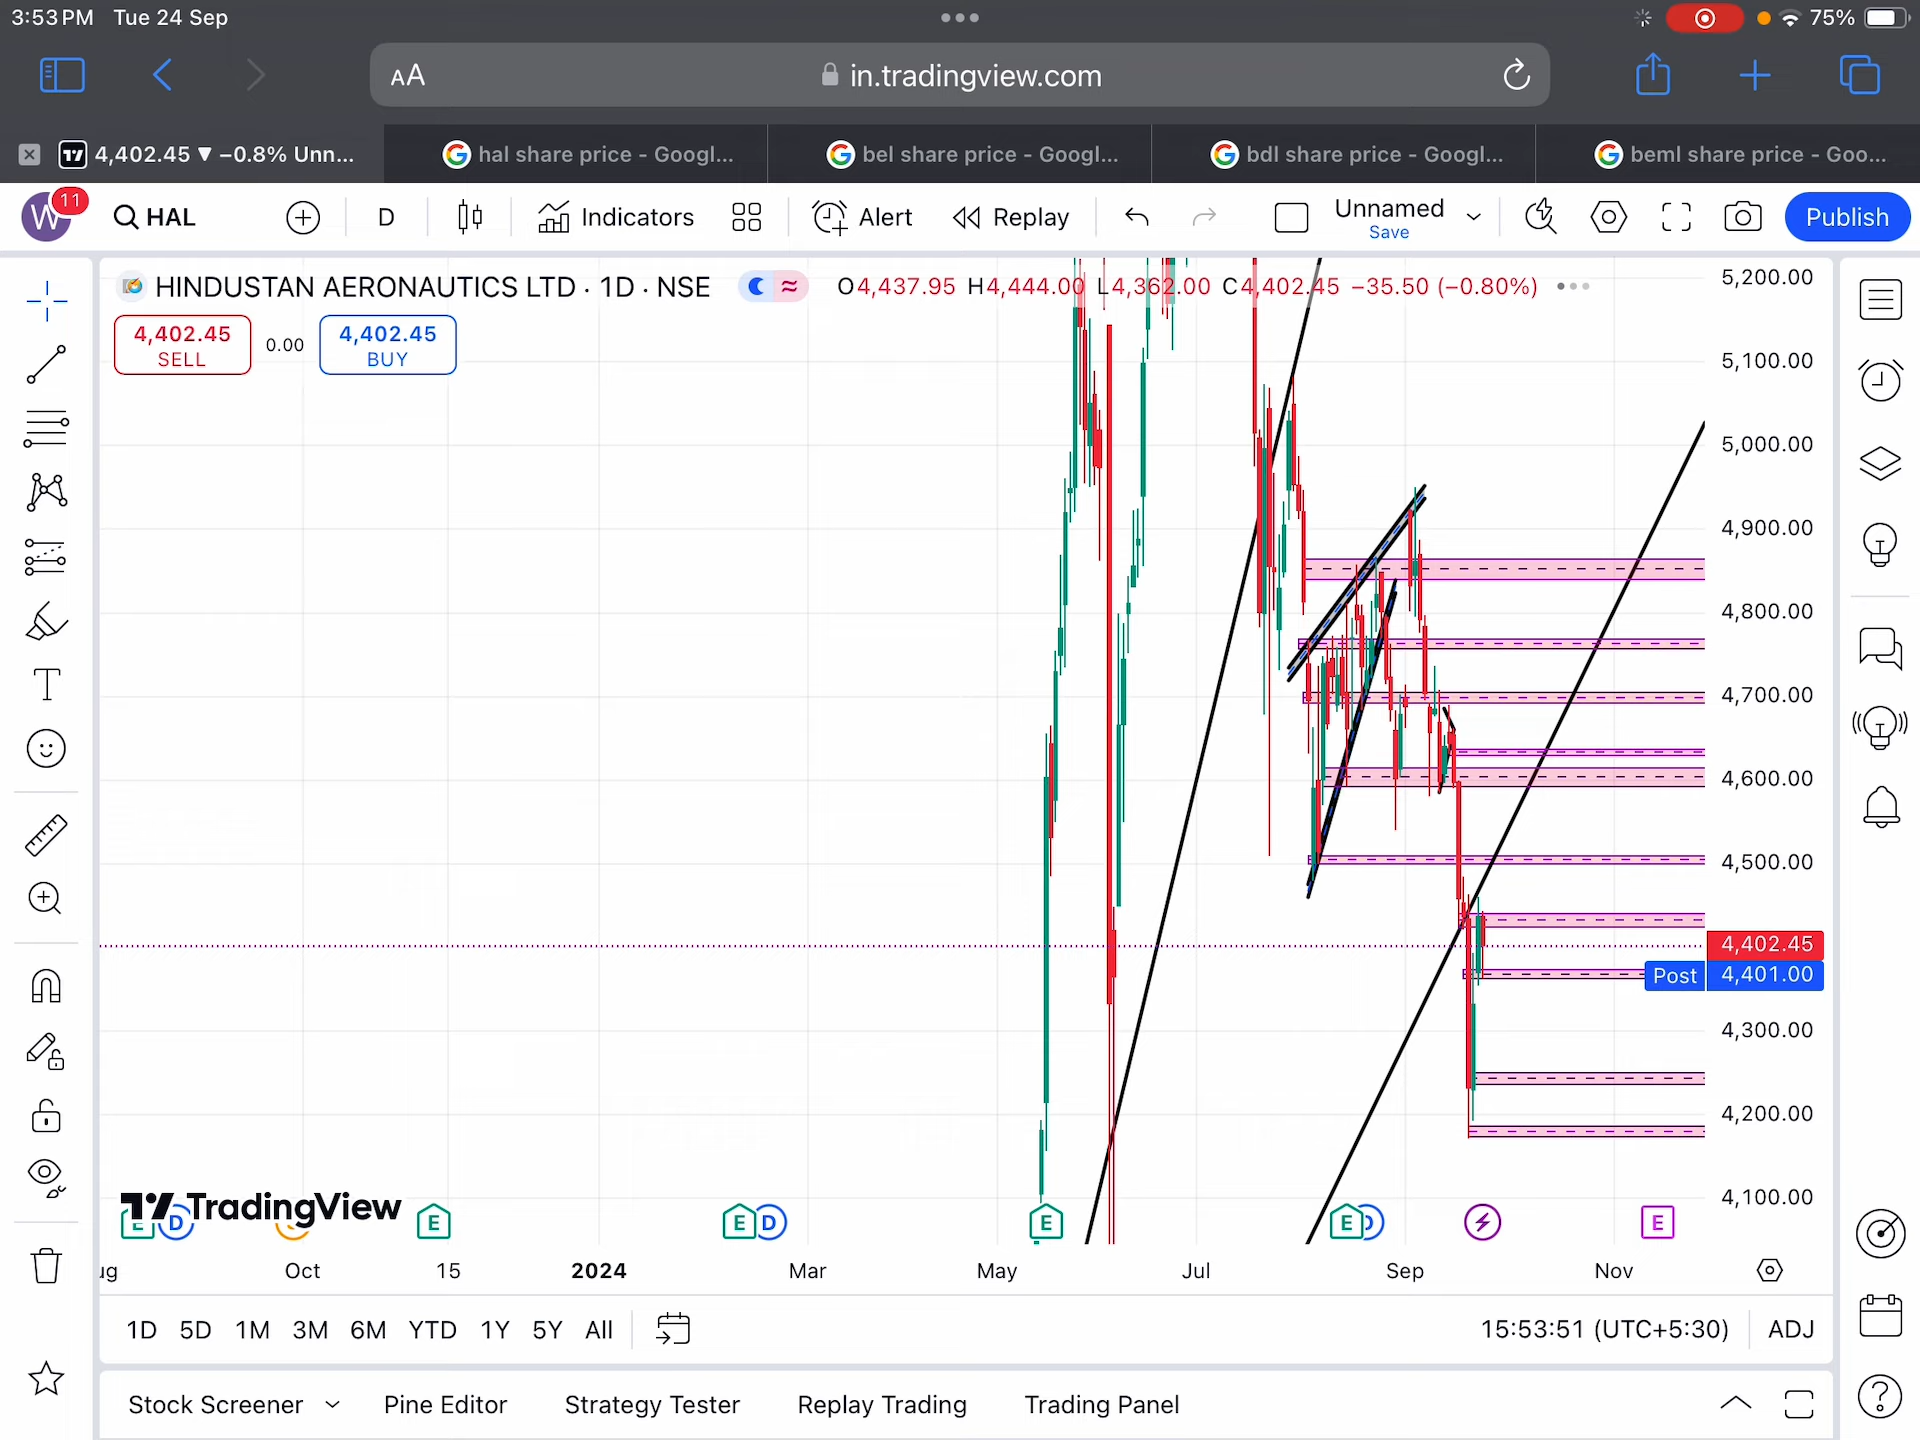 3:53 PM Tue 24 Sep
75%
AA in.tradingview.com
4,402.45 ▼ −0.8% Unn...
hal share price - Googl...
bel share price - Googl...
bdl share price - Googl...
beml share price - Goo...
W 11 HAL D Indicators Alert Replay Unnamed Save Publish
HINDUSTAN AERONAUTICS LTD · 1D · NSE O4,437.95 H4,444.00 L4,362.00 C4,402.45 −35.50 (−0.80%)
4,402.45 SELL 0.00 4,402.45 BUY
5,200.00
5,100.00
5,000.00
4,900.00
4,800.00
4,700.00
4,600.00
4,500.00
4,402.45
Post 4,401.00
4,300.00
4,200.00
4,100.00
TradingView
E D E E D E E D E
ug Oct 15 2024 Mar May Jul Sep Nov
1D 5D 1M 3M 6M YTD 1Y 5Y All 15:53:51 (UTC+5:30) ADJ
Stock Screener Pine Editor Strategy Tester Replay Trading Trading Panel